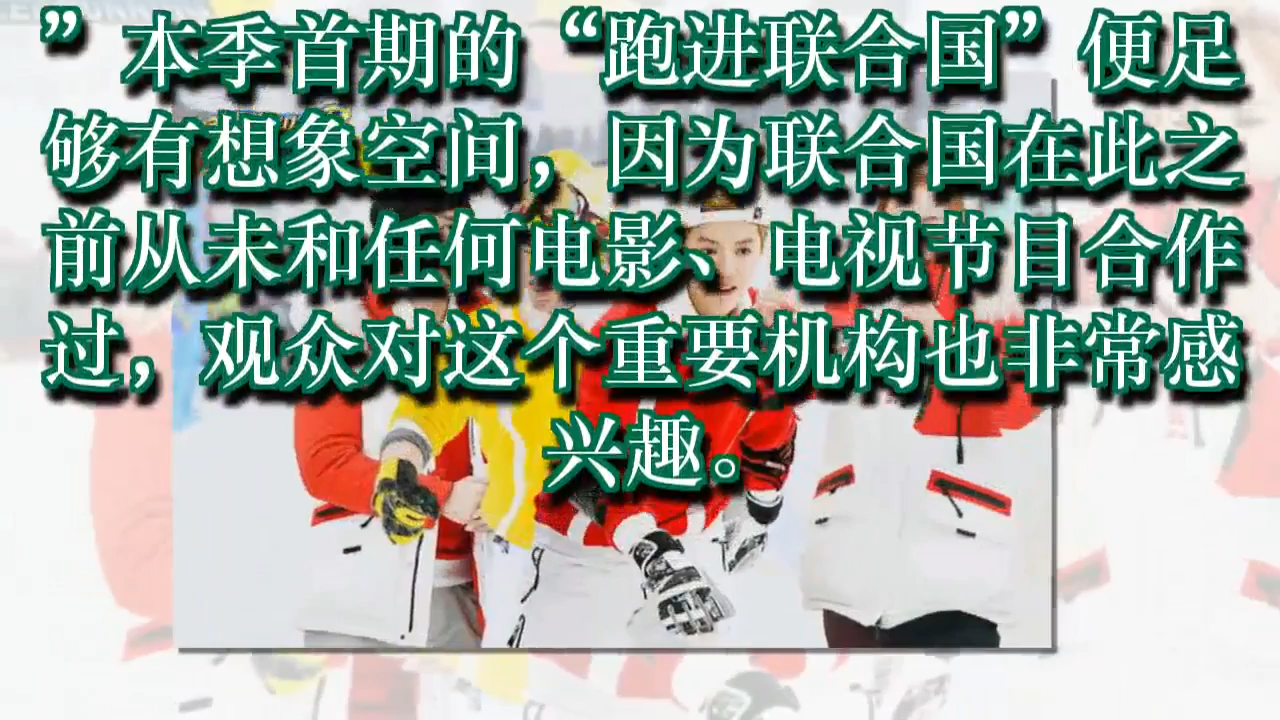 ”本季首期的“跑进联合国”便足
够有想象空间，因为联合国在此之
前从未和任何电影、电视节目合作
过，观众对这个重要机构也非常感
兴趣。